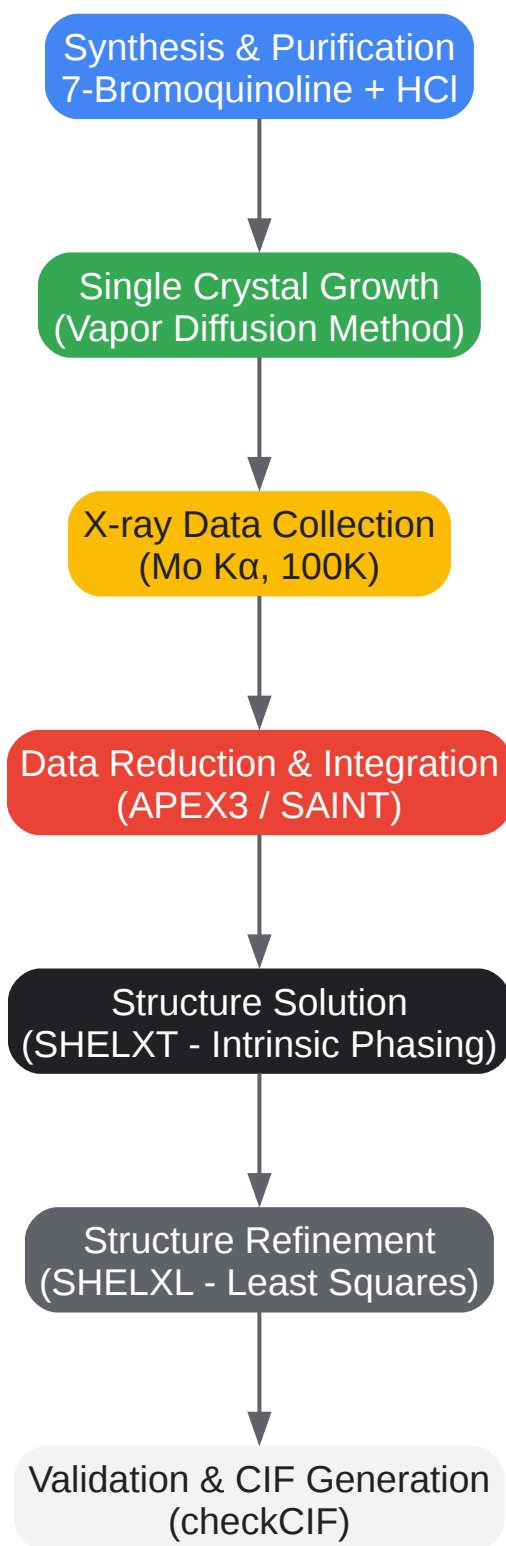 Synthesis & Purification
7-Bromoquinoline + HCl
Single Crystal Growth
(Vapor Diffusion Method)
X-ray Data Collection
(Mo Kα, 100K)
Data Reduction & Integration
(APEX3 / SAINT)
Structure Solution
(SHELXT - Intrinsic Phasing)
Structure Refinement
(SHELXL - Least Squares)
Validation & CIF Generation
(checkCIF)